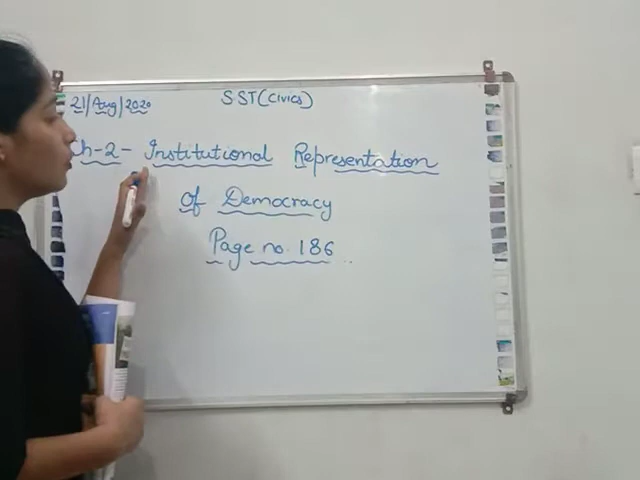 21/Aug/2020
SST(Civics)
Ch-2- Institutional Representation
of Democracy
Page no. 186